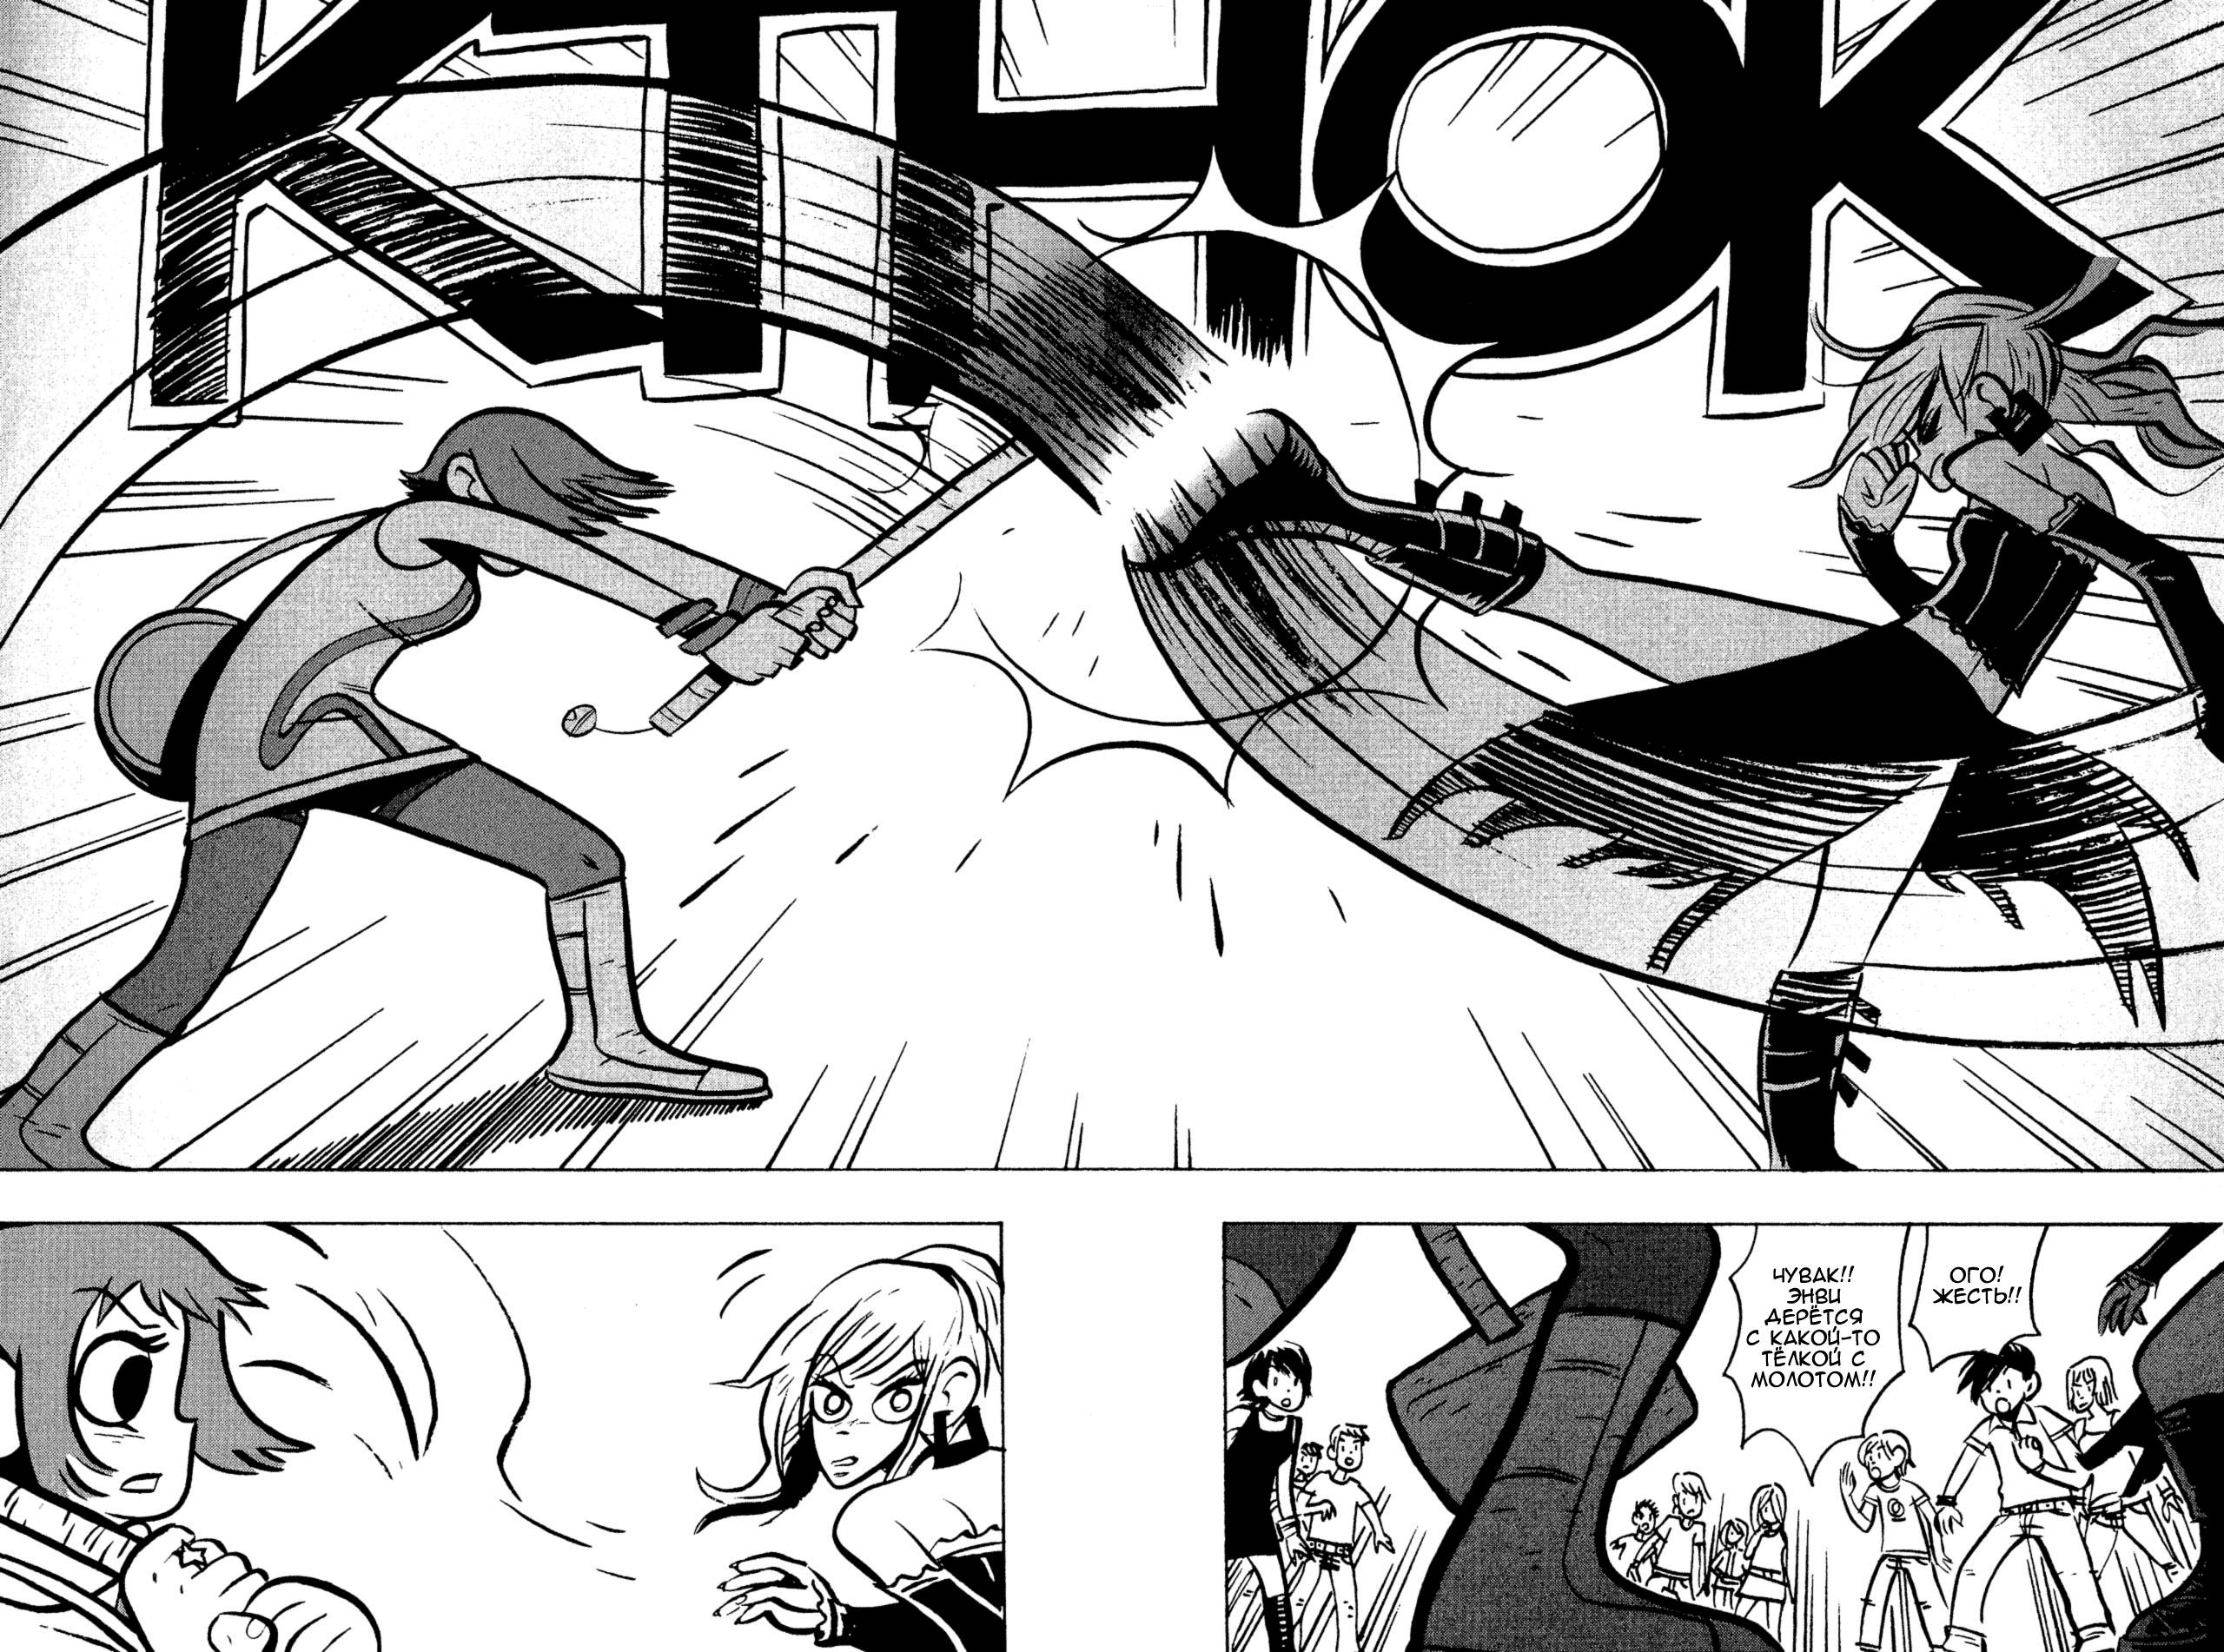 KTHOK
ЧУВАК!!
ЭНВИ
ДЕРЁТСЯ
С КАКОЙ-ТО
ТЁЛКОЙ С
МОЛОТОМ!!
ОГО!
ЖЕСТЬ!!